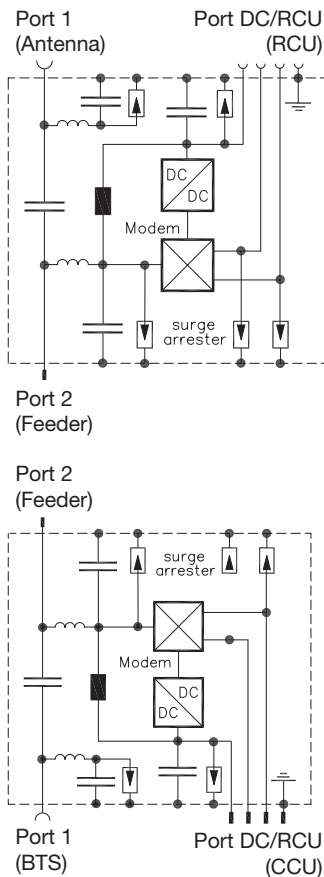 Port 1
(Antenna)
Port DC/RCU
(RCU)
DC
DC
Modem
surge
arrester
Port 2
(Feeder)
Port 2
(Feeder)
surge
arrester
Modem
DC
DC
Port 1
(BTS)
Port DC/RCU
(CCU)